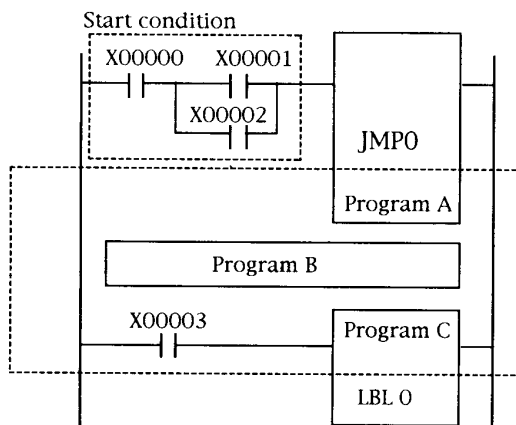 Start condition
X00000 X00001
X00002
JMP0
Program A
Program B
X00003
Program C
LBL 0